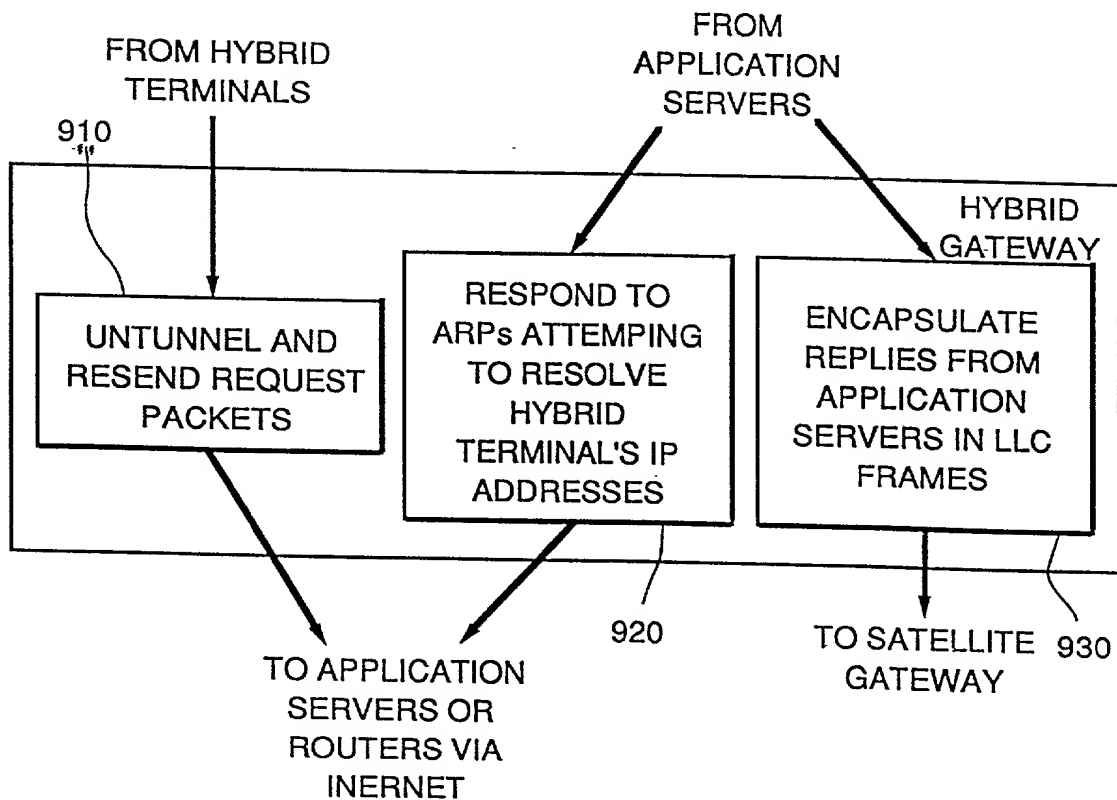 FROM HYBRID
TERMINALS
FROM
APPLICATION
SERVERS
910
HYBRID
GATEWAY
UNTUNNEL AND
RESEND REQUEST
PACKETS
RESPOND TO
ARPs ATTEMPING
TO RESOLVE
HYBRID
TERMINAL'S IP
ADDRESSES
ENCAPSULATE
REPLIES FROM
APPLICATION
SERVERS IN LLC
FRAMES
920
930
TO APPLICATION
SERVERS OR
ROUTERS VIA
INERNET
TO SATELLITE
GATEWAY